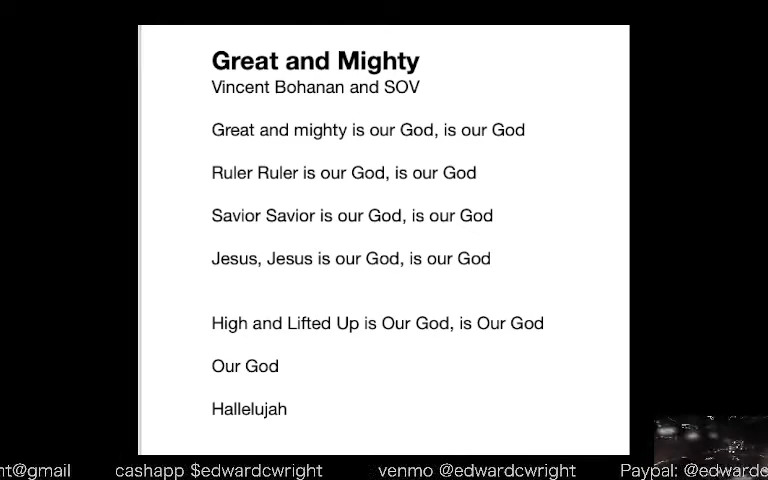 Great and Mighty
Vincent Bohanan and SOV
Great and mighty is our God, is our God
Ruler Ruler is our God, is our God
Savior Savior is our God, is our God
Jesus, Jesus is our God, is our God
High and Lifted Up is Our God, is Our God
Our God
Hallelujah
nt@gmail cashapp $edwardcwright venmo @edwardcwright Paypal: @edwardc